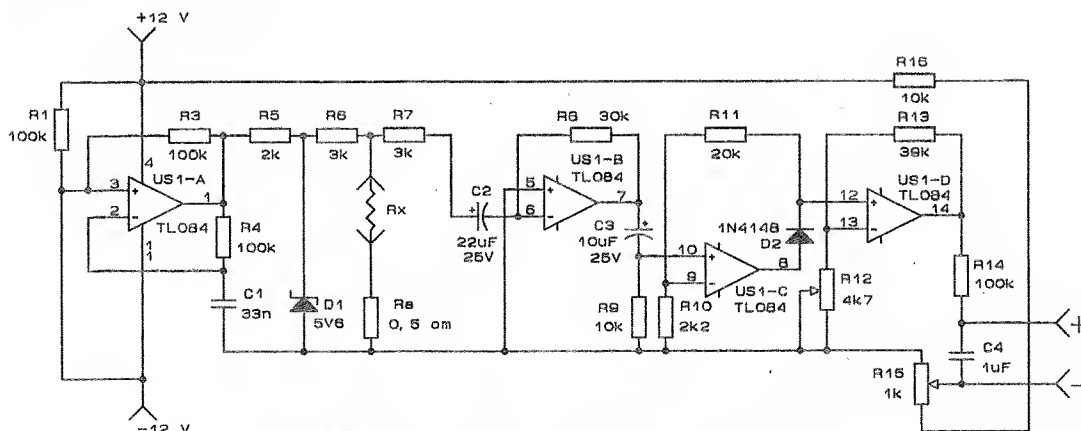 +12 V
R1
100k
R3
100k
4
US1-A
3
2
1
TL084
11
R4
100k
C1
33n
-12 V
R5
2k
R6
3k
R7
3k
D1
5V6
Rx
Rs
0,5 om
C2
22uF
25V
R8 30k
US1-B
TL084
5
6
7
C3
10uF
25V
R9
10k
R10
2k2
R11
20k
10
9
8
US1-C
TL084
1N4148
D2
R16
10k
R13
39k
US1-D
TL084
12
13
14
R12
4k7
R14
100k
C4
1uF
R15
1k
+
-